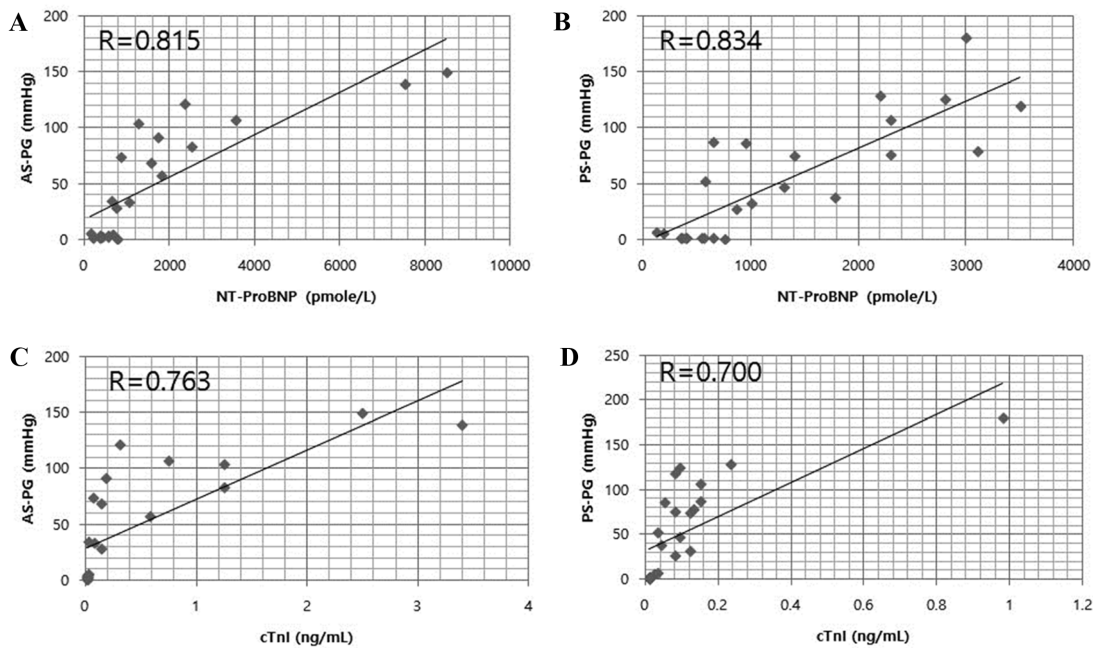 A
R=0.815
AS-PG (mmHg)
200
150
100
50
0
0 2000 4000 6000 8000 10000
NT-ProBNP (pmole/L)
B
R=0.834
PS-PG (mmHg)
200
150
100
50
0
0 1000 2000 3000 4000
NT-ProBNP (pmole/L)
C
R=0.763
AS-PG (mmHg)
200
150
100
50
0
0 1 2 3 4
cTnI (ng/mL)
D
R=0.700
PS-PG (mmHg)
250
200
150
100
50
0
0 0.2 0.4 0.6 0.8 1 1.2
cTnI (ng/mL)